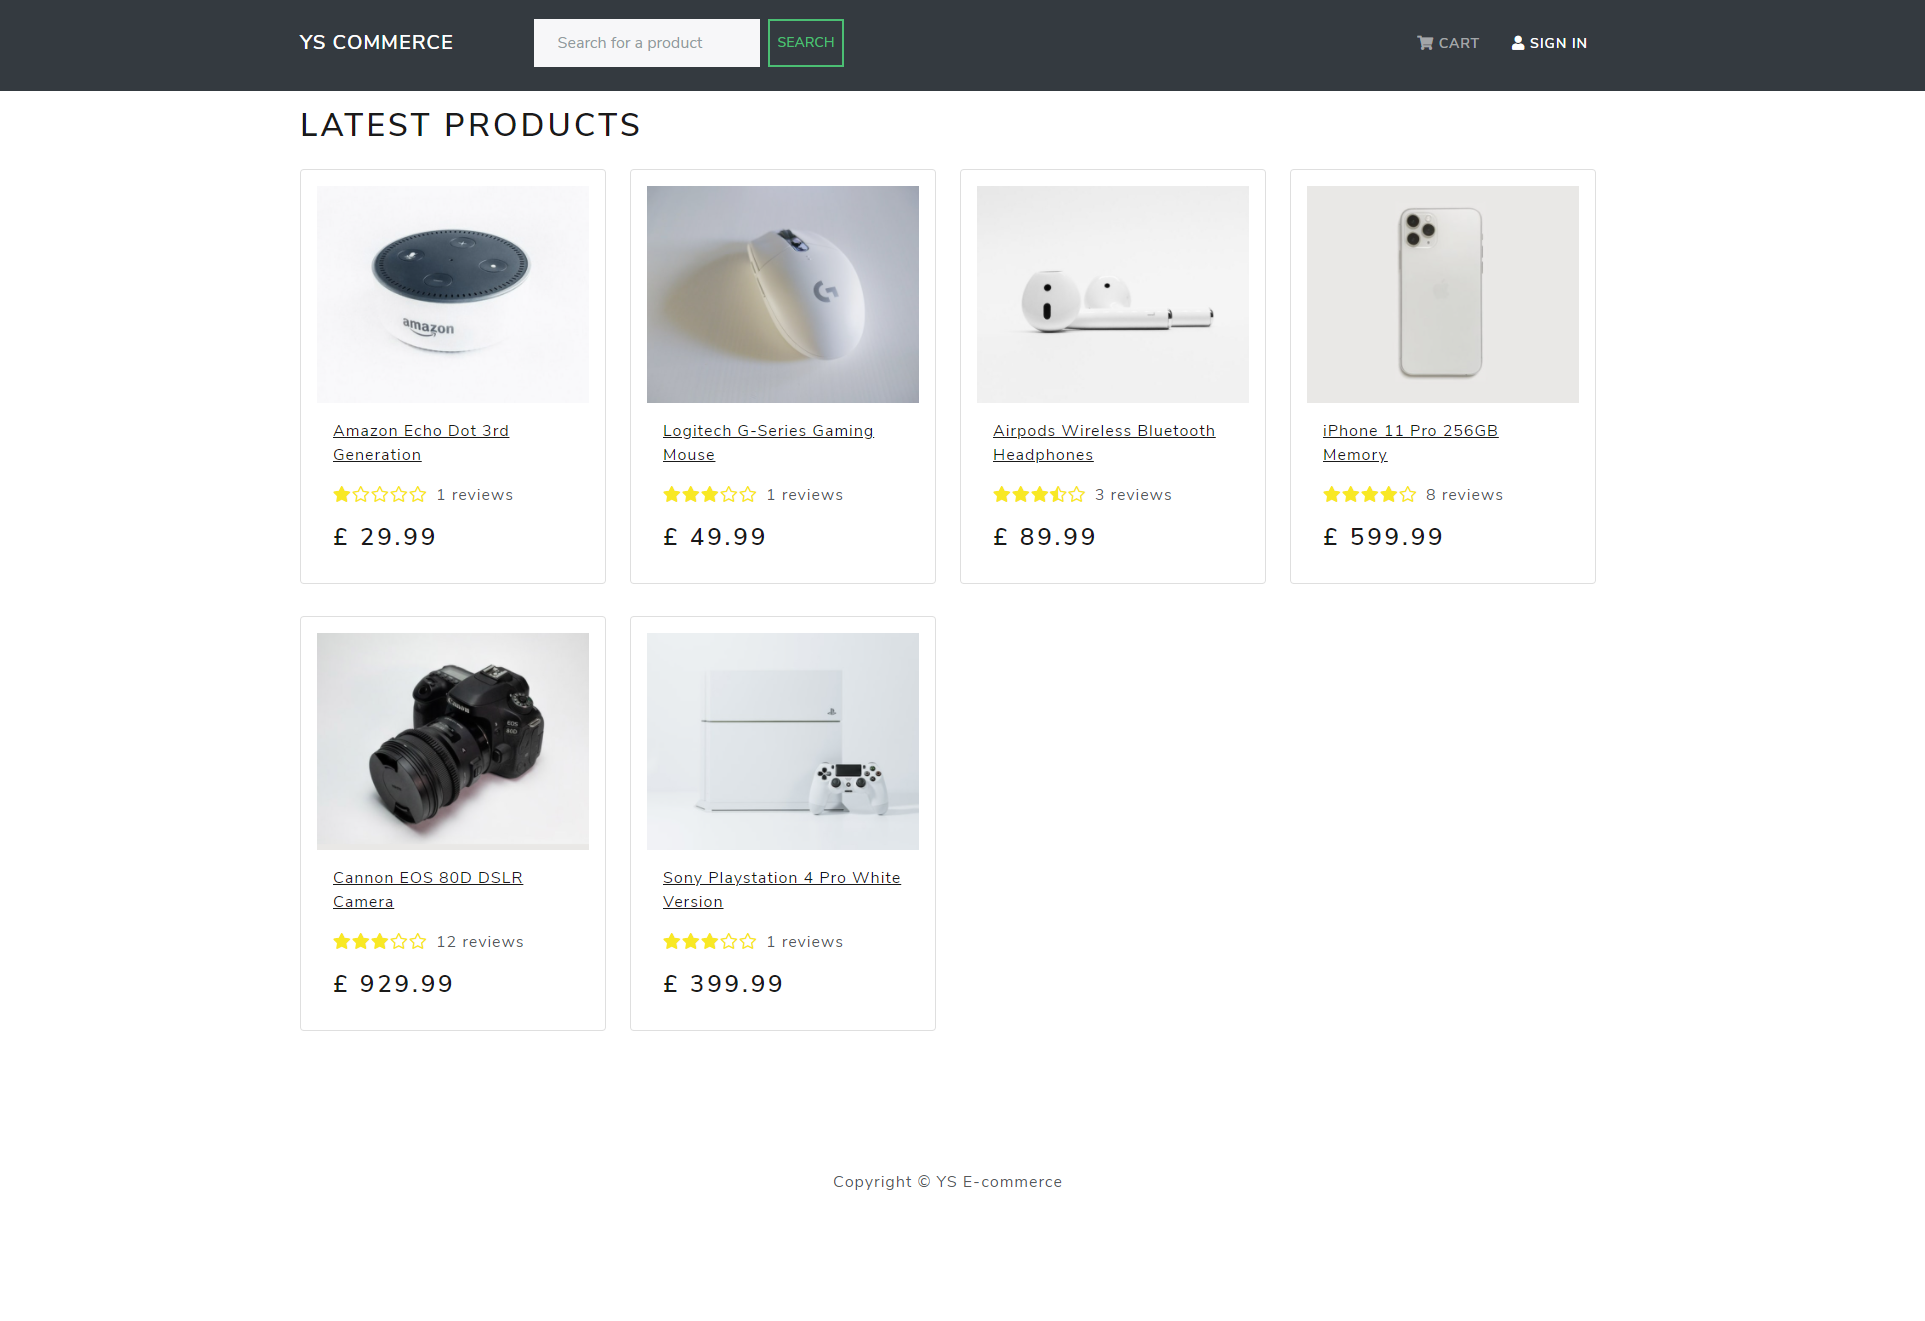 YS COMMERCE
Search for a product
SEARCH
CART
SIGN IN
LATEST PRODUCTS
amazon
Amazon Echo Dot 3rd
Generation
1 reviews
£ 29.99
G
Logitech G-Series Gaming
Mouse
1 reviews
£ 49.99
Airpods Wireless Bluetooth
Headphones
3 reviews
£ 89.99
iPhone 11 Pro 256GB
Memory
8 reviews
£ 599.99
Canon
EOS
80D
Cannon EOS 80D DSLR
Camera
12 reviews
£ 929.99
Sony Playstation 4 Pro White
Version
1 reviews
£ 399.99
Copyright © YS E-commerce